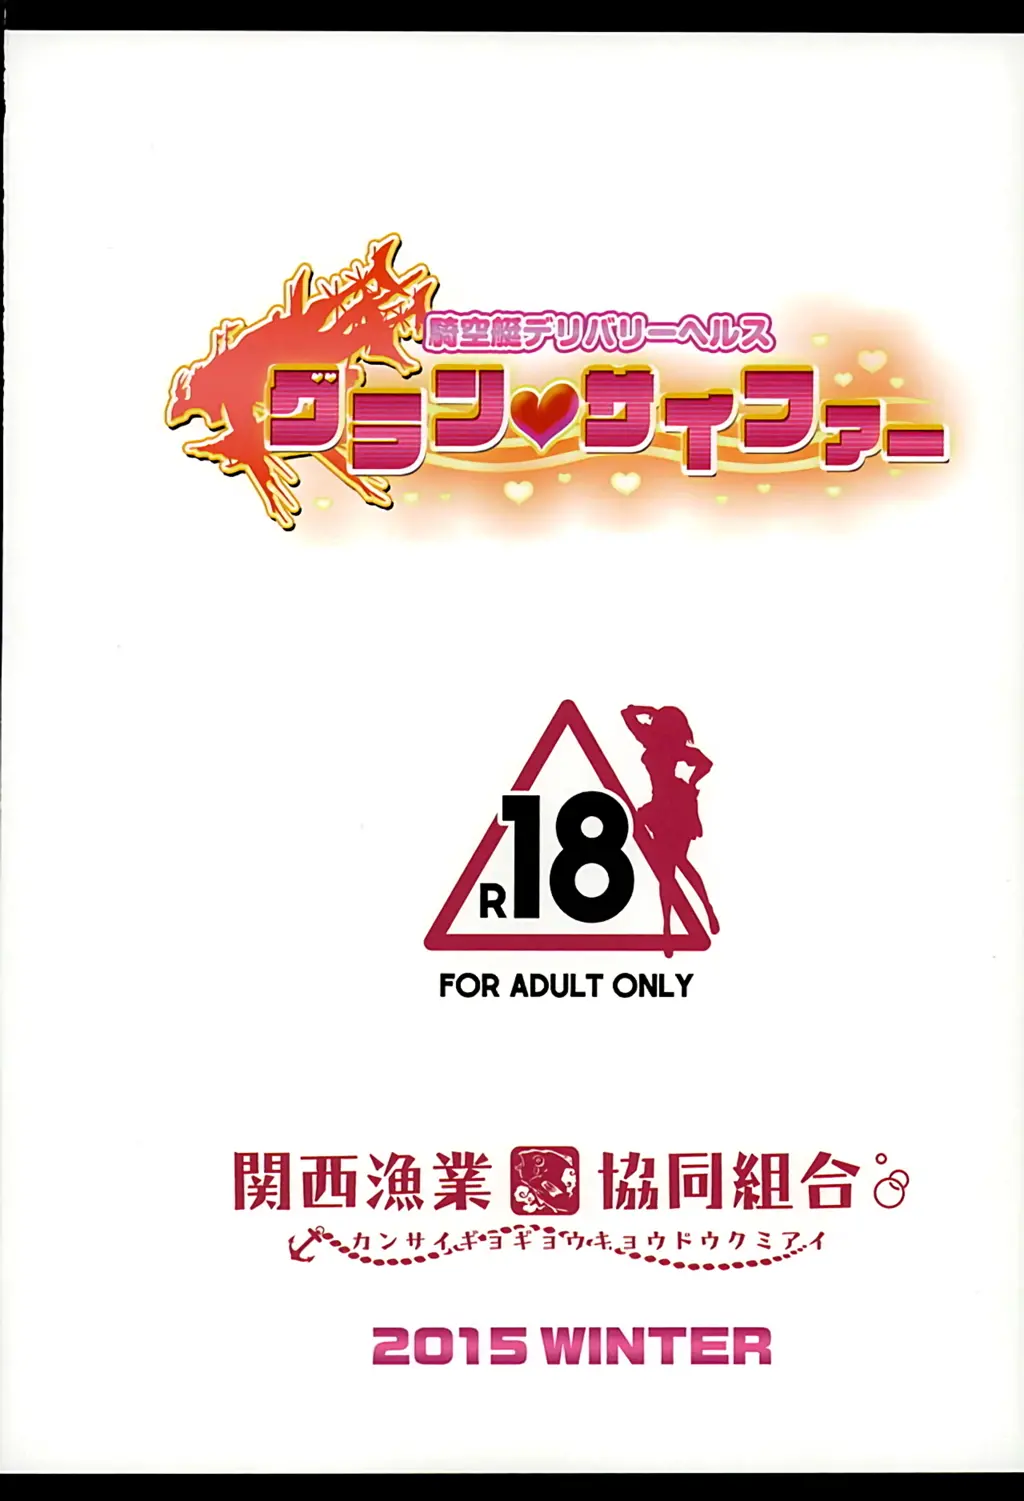 騎空艇デリバリーヘルス
グラン♥サイファー
R18
FOR ADULT ONLY
関西漁業協同組合
カンサイギョギョウキョウドウクミアイ
2015 WINTER